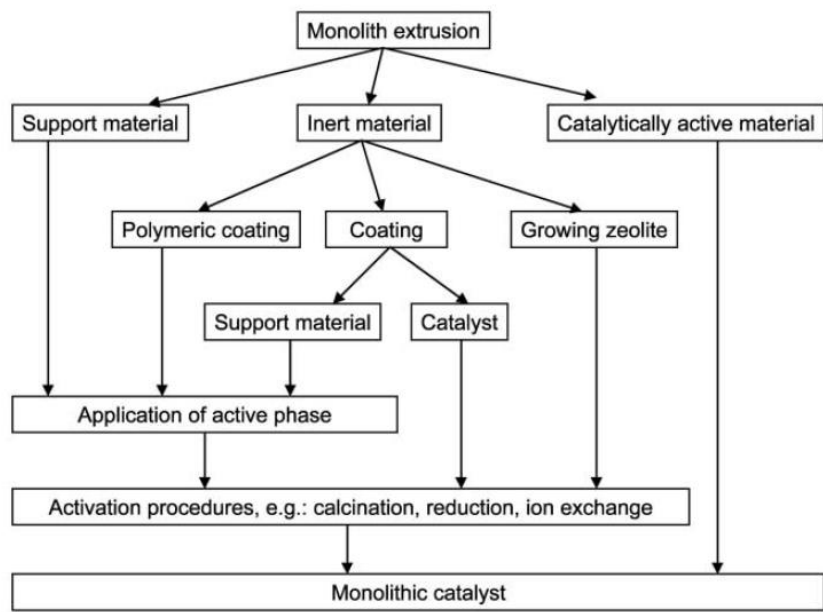 Monolith extrusion
Support material
Inert material
Catalytically active material
Polymeric coating
Coating
Growing zeolite
Support material
Catalyst
Application of active phase
Activation procedures, e.g.: calcination, reduction, ion exchange
Monolithic catalyst